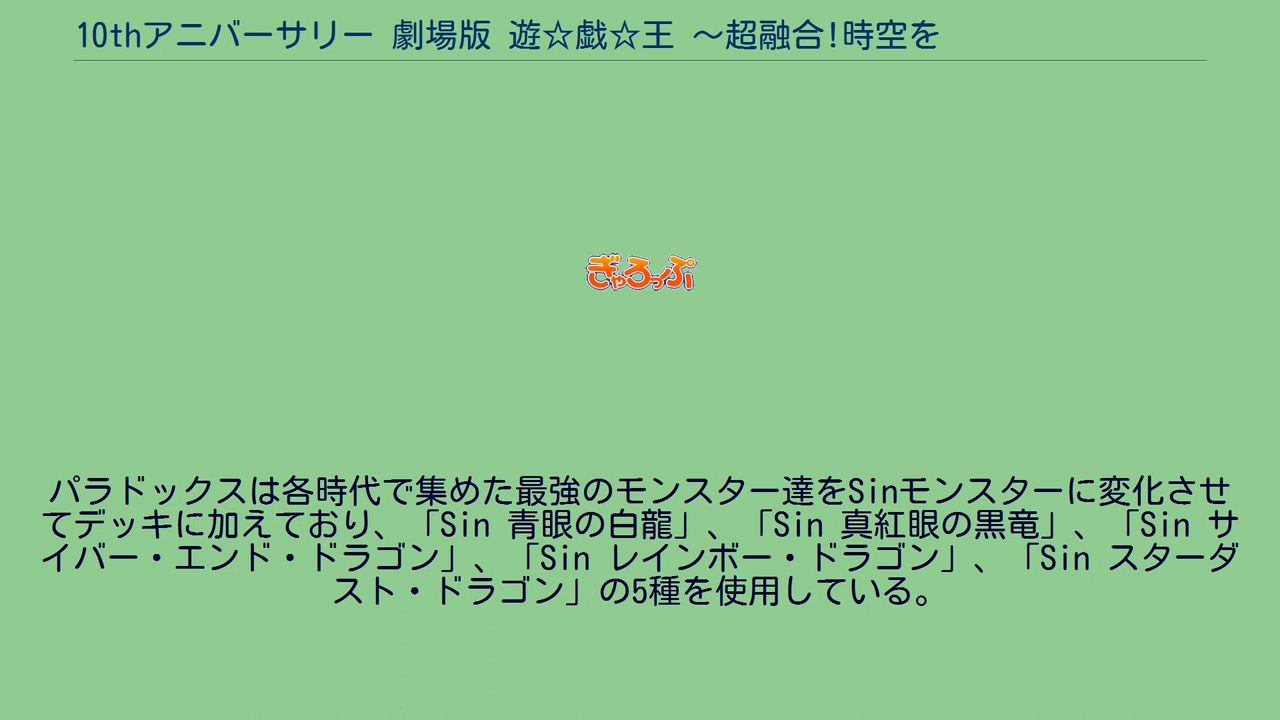 10thアニバーサリー 劇場版 遊☆戯☆王 〜超融合!時空を
ぎゃろっぷ
パラドックスは各時代で集めた最強のモンスター達をSinモンスターに変化させ
てデッキに加えており、「Sin 青眼の白龍」、「Sin 真紅眼の黒竜」、「Sin サ
イバー・エンド・ドラゴン」、「Sin レインボー・ドラゴン」、「Sin スターダ
スト・ドラゴン」の5種を使用している。